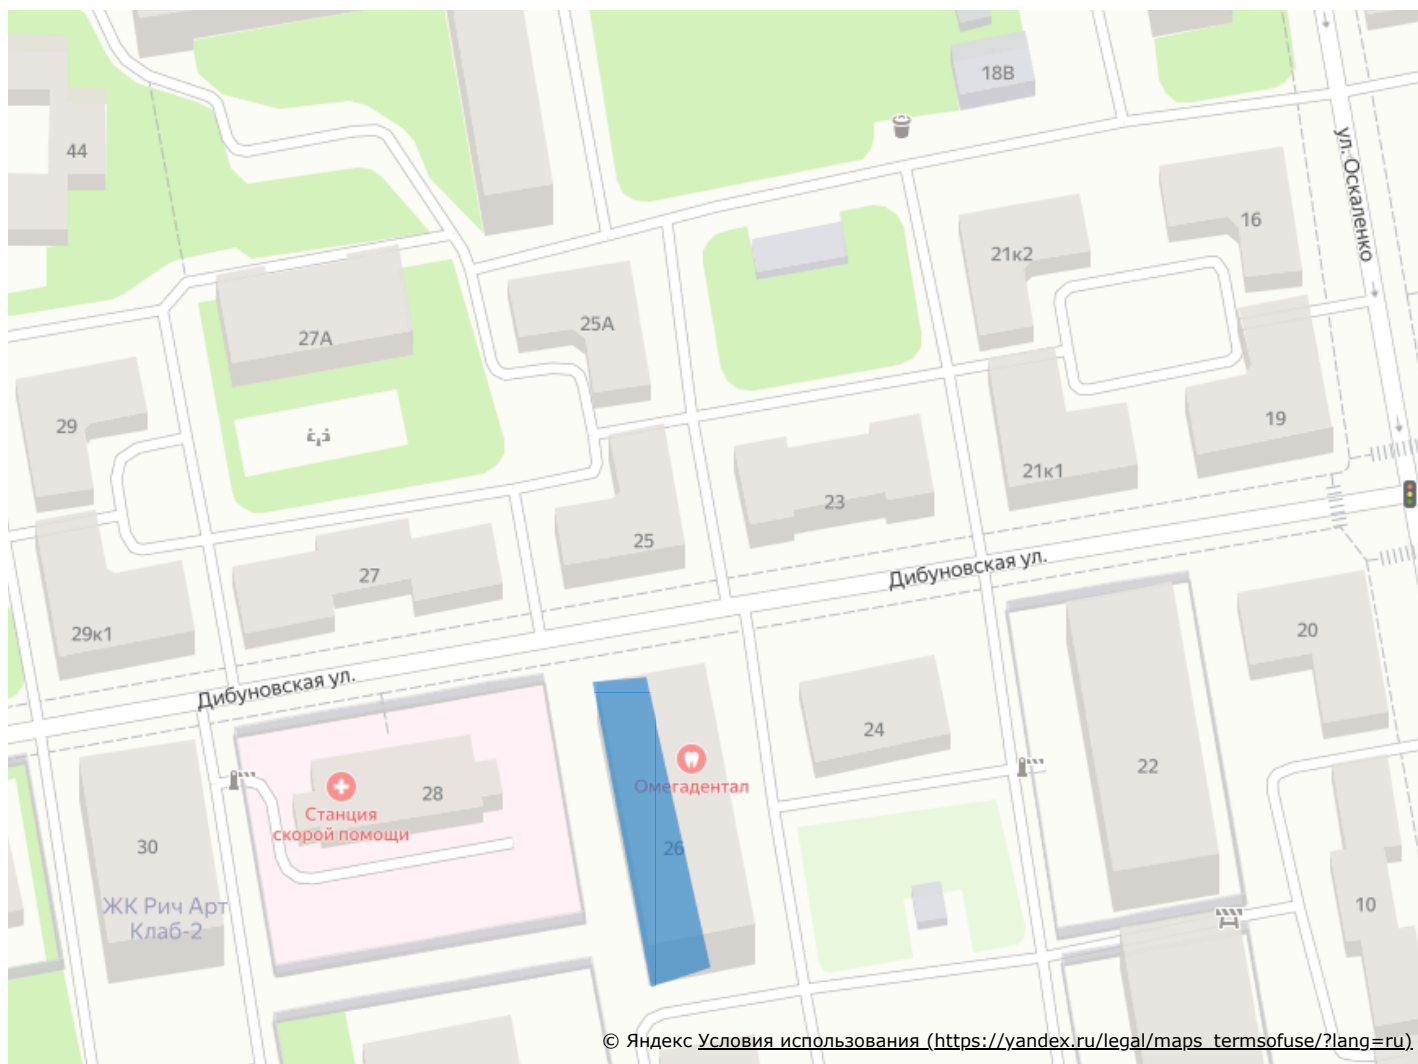 18В
44
ул. Оскаленко
16
21к2
25А
27А
29
19
21к1
23
25
Дибуновская ул.
27
29к1
20
Дибуновская ул.
24
22
Омегадентал
28
Станция
скорой помощи
30
26
ЖК Рич Арт
Клаб-2
10
© Яндекс Условия использования (https://yandex.ru/legal/maps_termsofuse/?lang=ru)